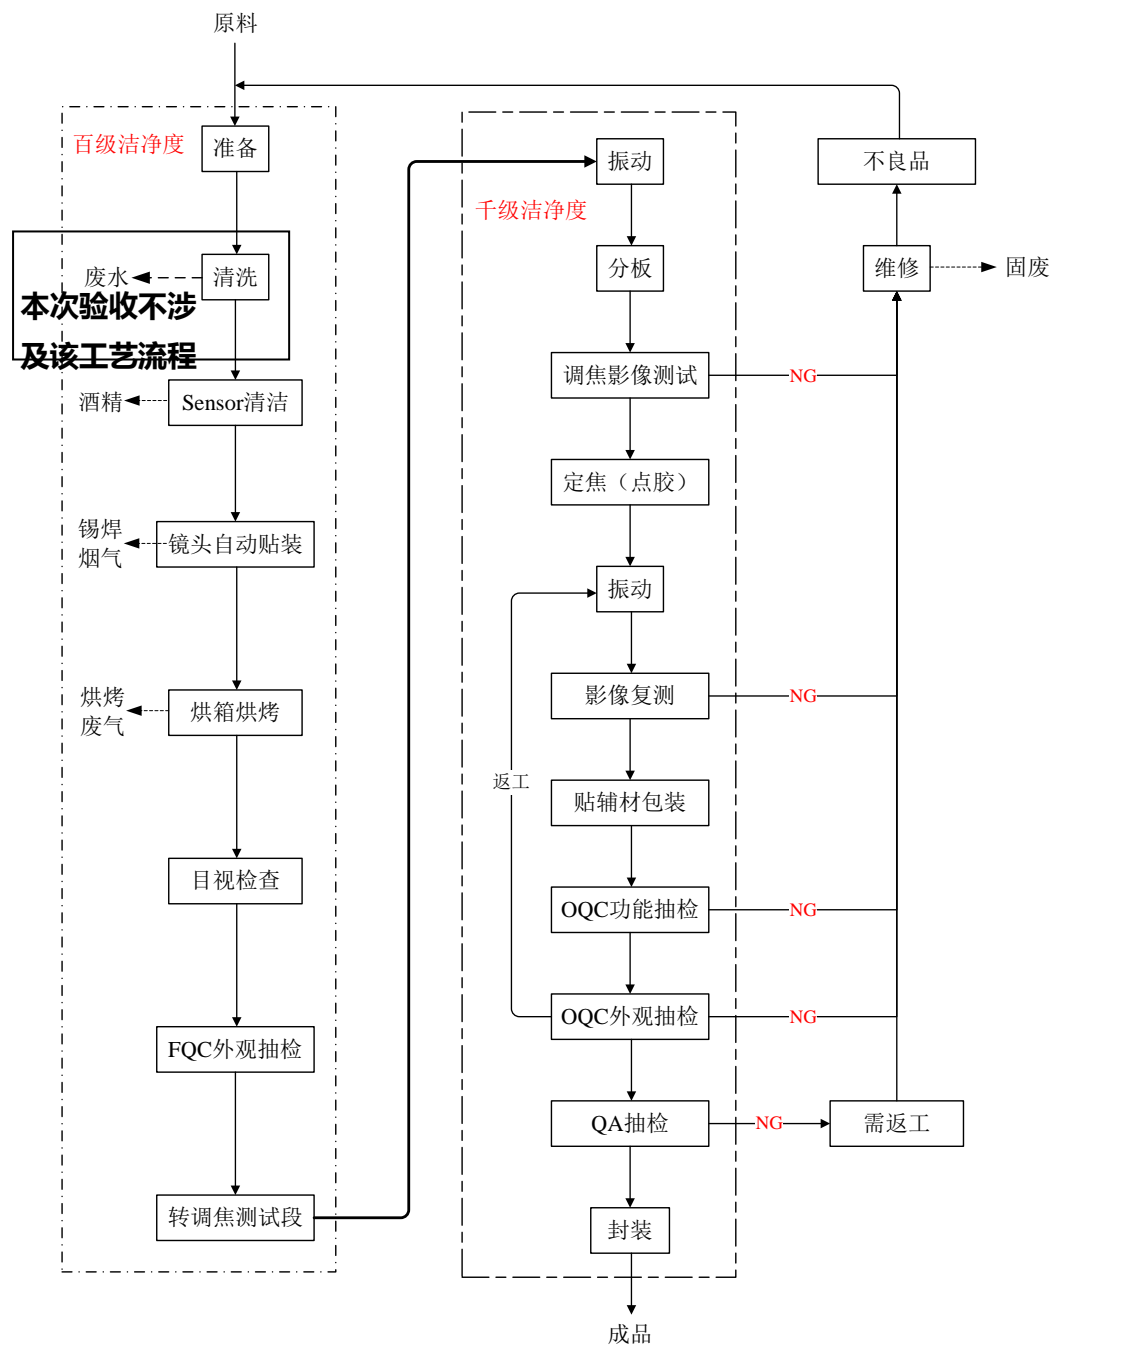 原料
百级洁净度
准备
清洗
废水
本次验收不涉
及该工艺流程
Sensor清洁
酒精
镜头自动贴装
锡焊
烟气
烘箱烘烤
烘烤
废气
目视检查
FQC外观抽检
转调焦测试段
振动
千级洁净度
分板
调焦影像测试
NG
定焦（点胶）
振动
影像复测
NG
返工
贴辅材包装
OQC功能抽检
NG
OQC外观抽检
NG
QA抽检
NG
需返工
封装
成品
不良品
维修
固废